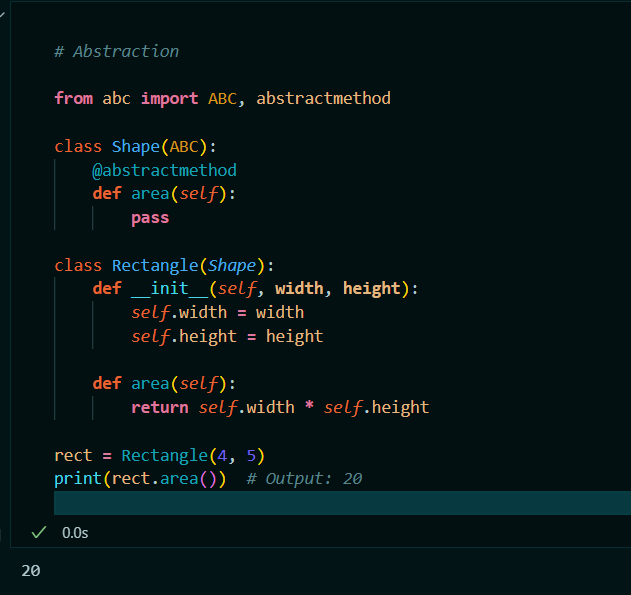 # Abstraction
from abc import ABC, abstractmethod
class Shape(ABC):
    @abstractmethod
    def area(self):
        pass
class Rectangle(Shape):
    def __init__(self, width, height):
        self.width = width
        self.height = height
    def area(self):
        return self.width * self.height
rect = Rectangle(4, 5)
print(rect.area())  # Output: 20
0.0s
20